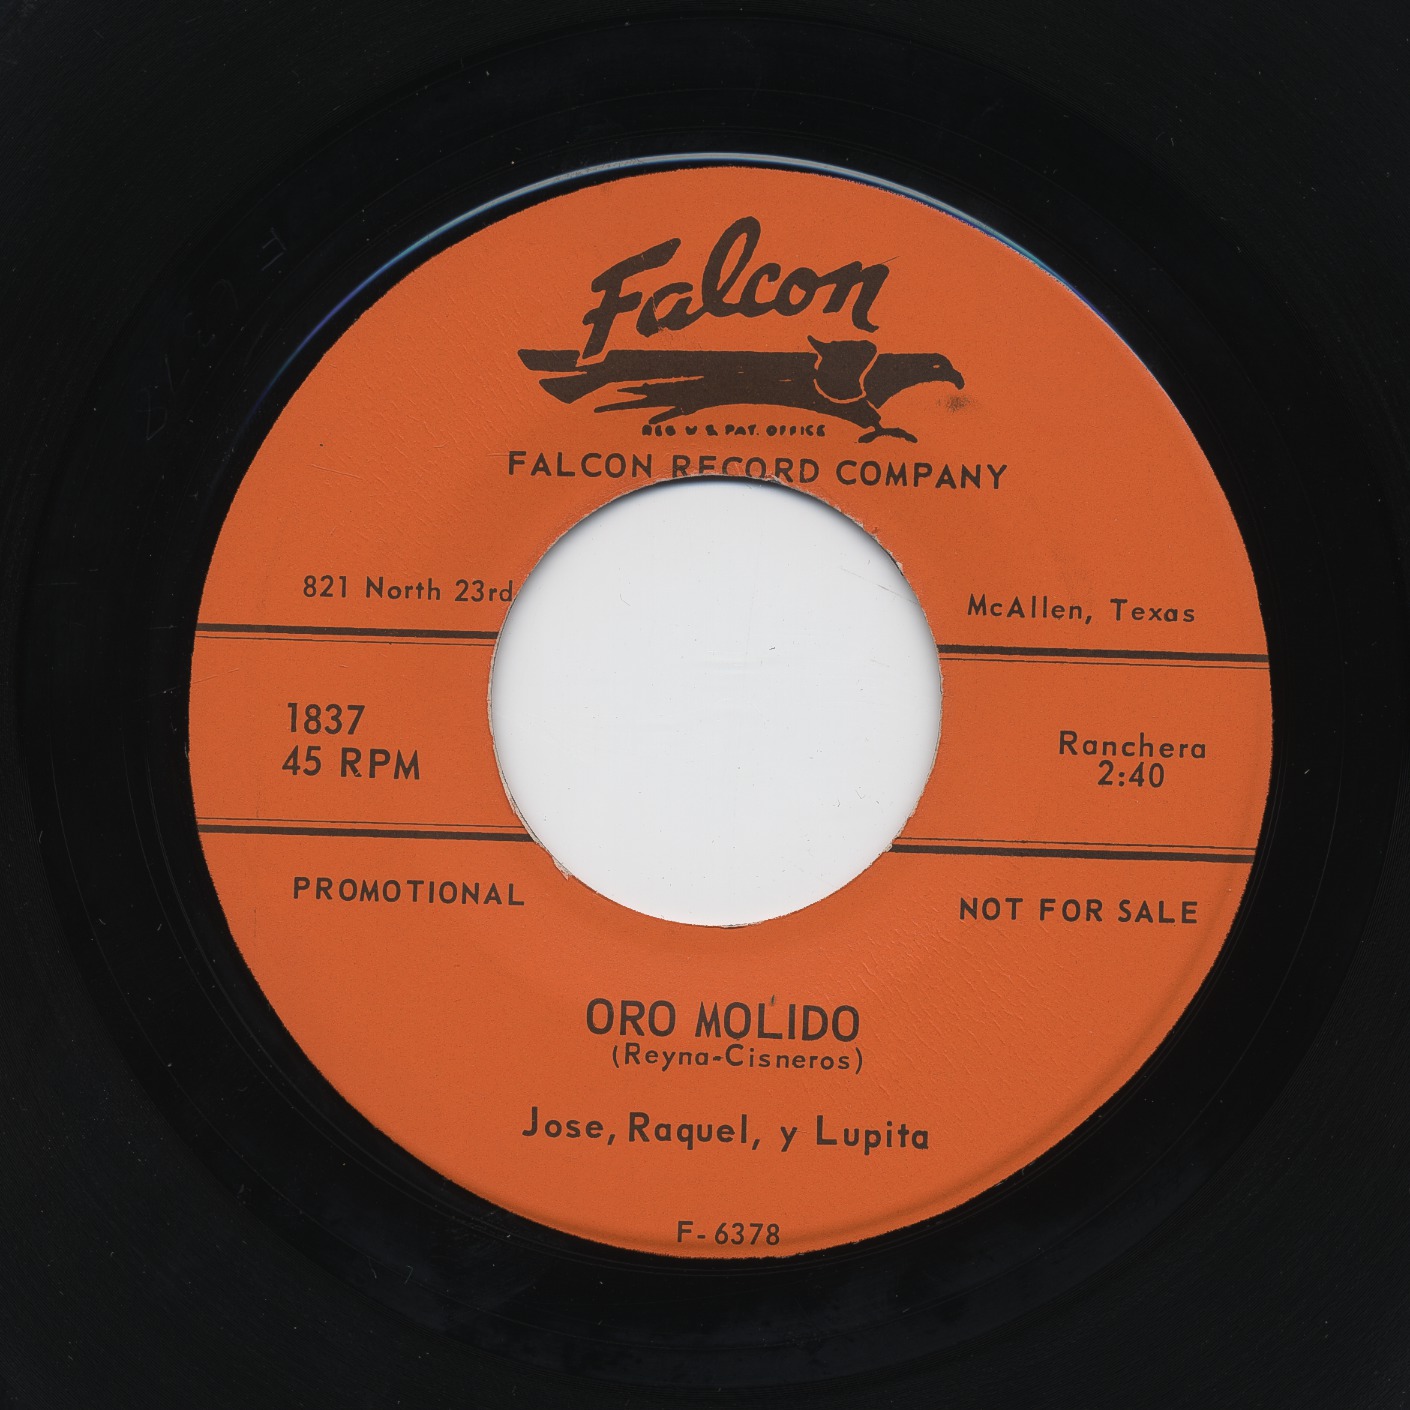 Falcon
REG U S PAT. OFFICE
FALCON RECORD COMPANY
821 North 23rd
McAllen, Texas
1837
45 RPM
Ranchera
2:40
PROMOTIONAL
NOT FOR SALE
ORO MOLIDO
(Reyna-Cisneros)
Jose, Raquel, y Lupita
F-6378